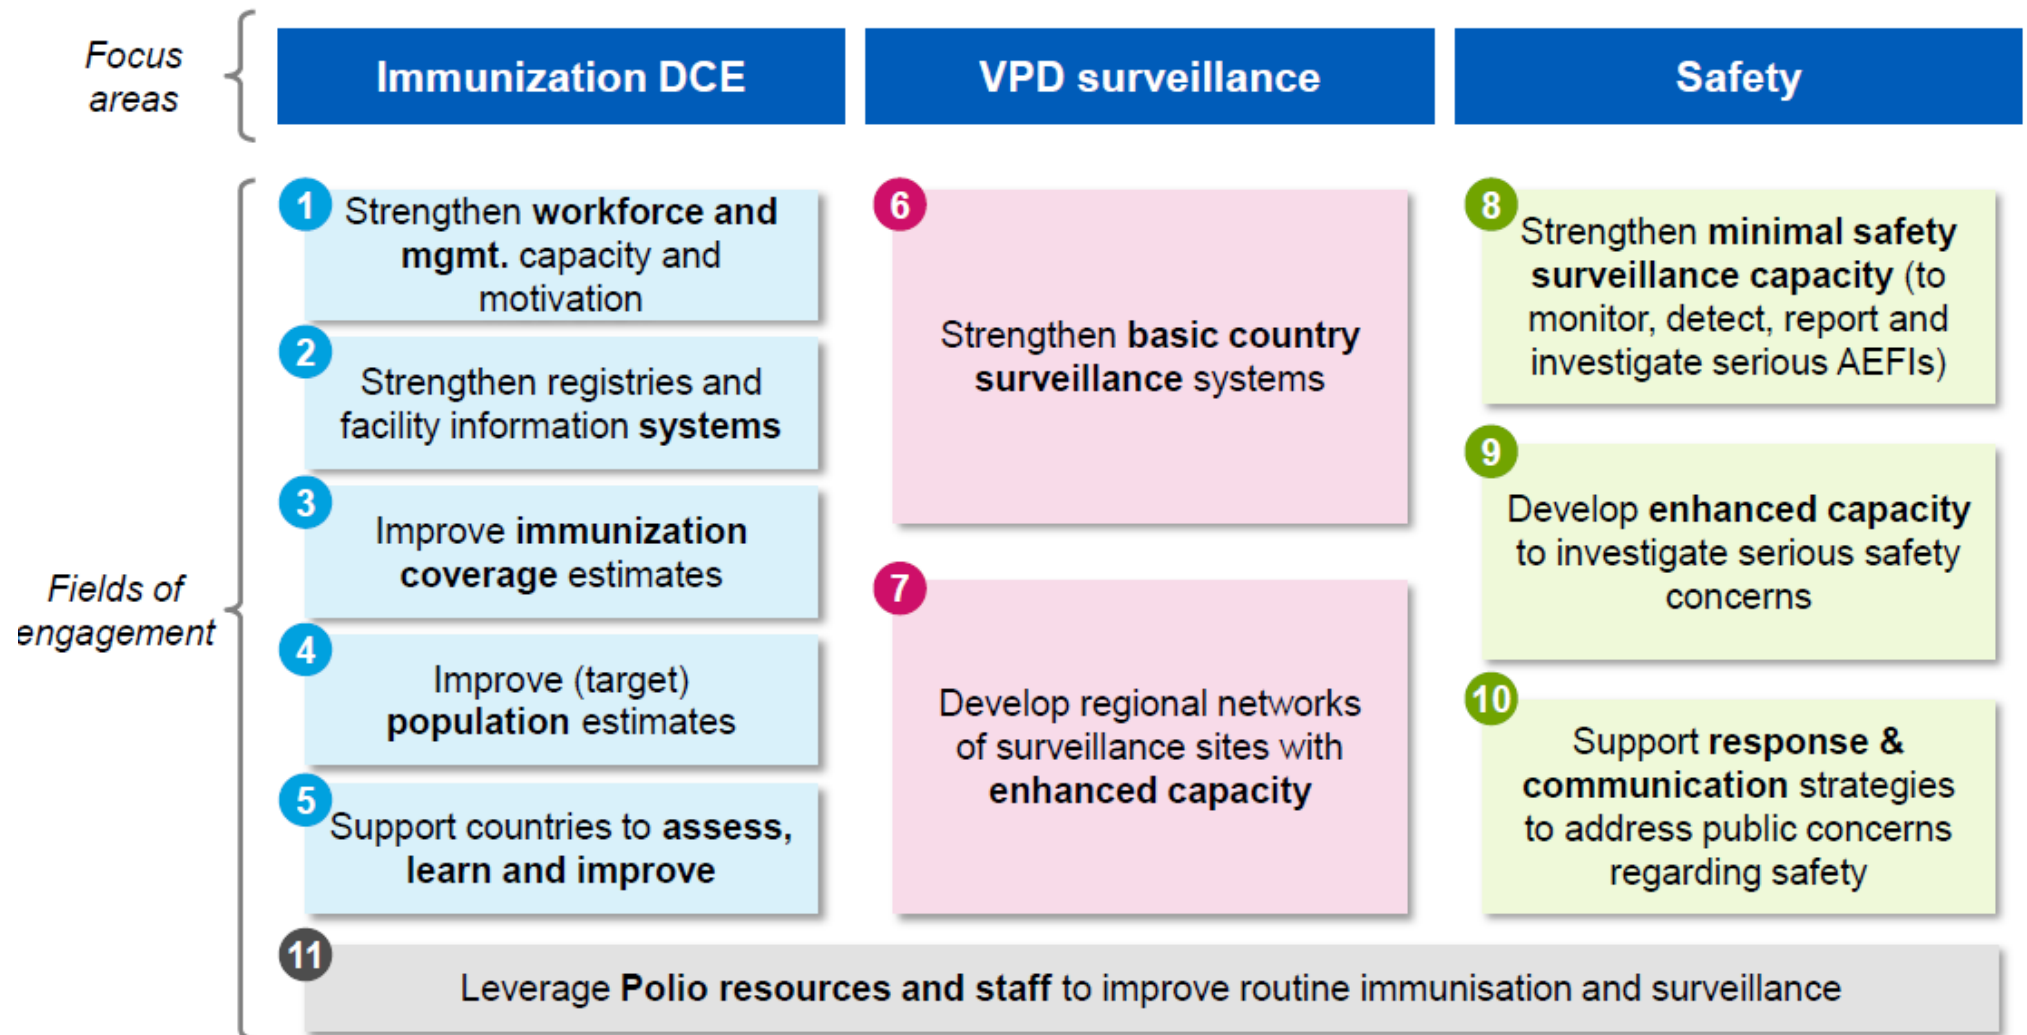 Focus
areas
Immunization DCE
VPD surveillance
Safety
Fields of
engagement
1
Strengthen workforce and
mgmt. capacity and
motivation
2
Strengthen registries and
facility information systems
3
Improve immunization
coverage estimates
4
Improve (target)
population estimates
5
Support countries to assess,
learn and improve
6
Strengthen basic country
surveillance systems
7
Develop regional networks
of surveillance sites with
enhanced capacity
8
Strengthen minimal safety
surveillance capacity (to
monitor, detect, report and
investigate serious AEFIs)
9
Develop enhanced capacity
to investigate serious safety
concerns
10
Support response &
communication strategies
to address public concerns
regarding safety
11
Leverage Polio resources and staff to improve routine immunisation and surveillance